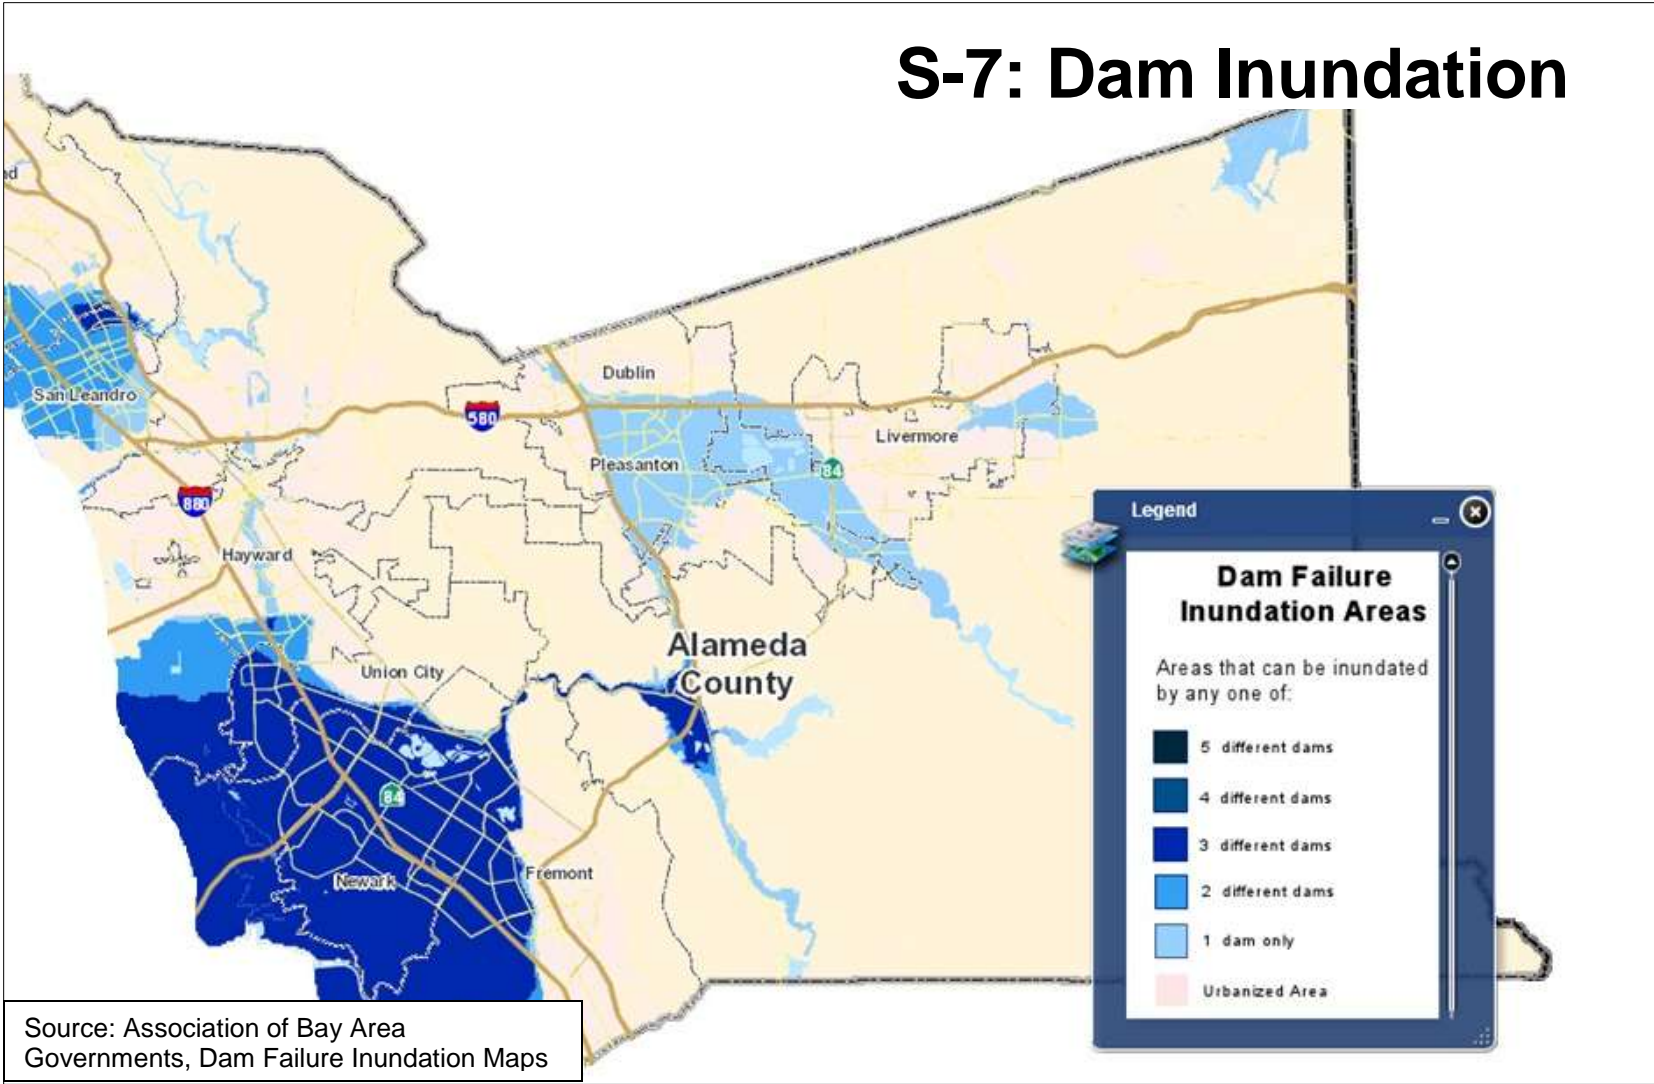 S-7: Dam Inundation
nd
San Leandro
580
Dublin
Pleasanton
84
Livermore
880
Hayward
Union City
Alameda
County
84
Newark
Fremont
Legend
Dam Failure
Inundation Areas
Areas that can be inundated
by any one of:
5 different dams
4 different dams
3 different dams
2 different dams
1 dam only
Urbanized Area
Source: Association of Bay Area
Governments, Dam Failure Inundation Maps